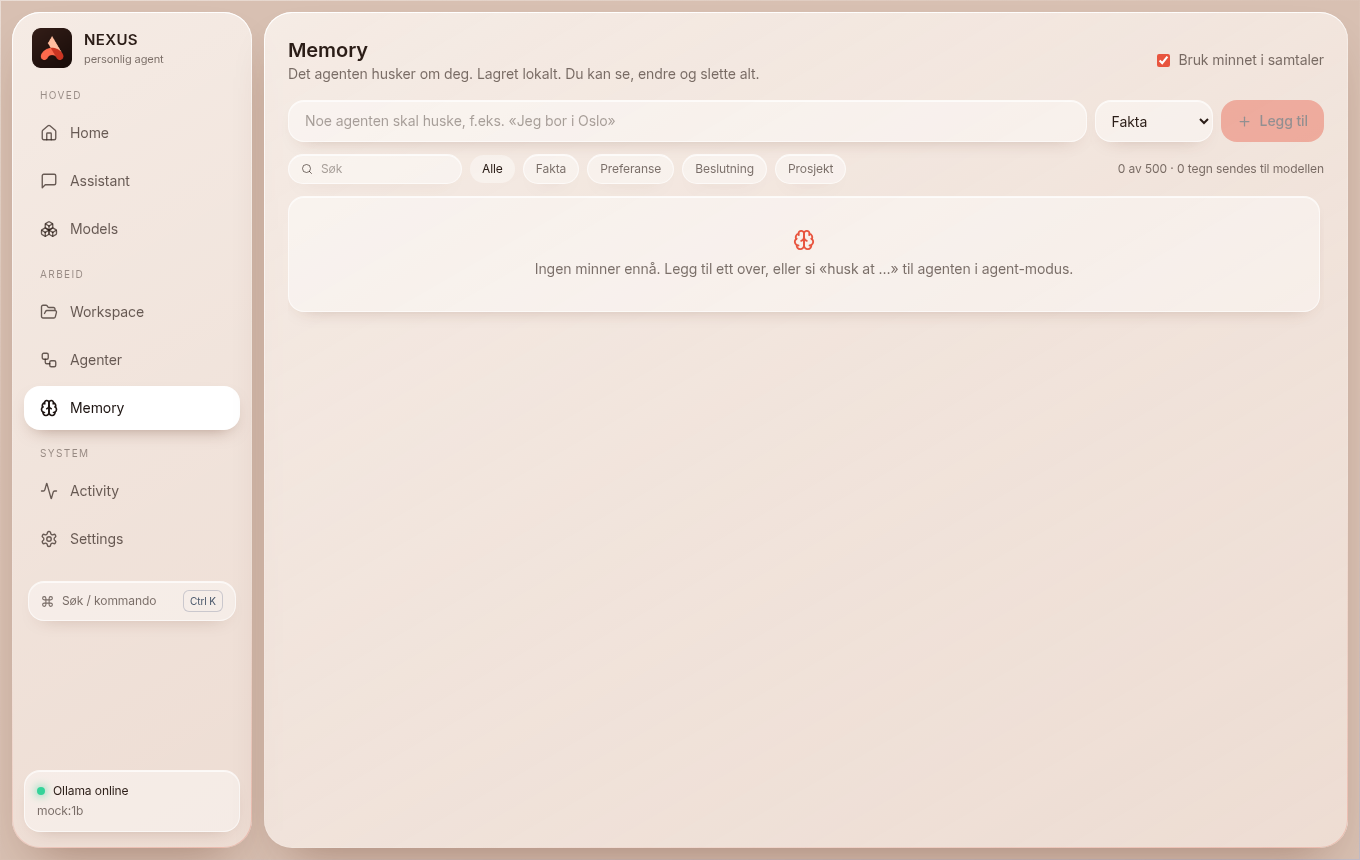 NEXUS
personlig agent
HOVED
Home
Assistant
Models
ARBEID
Workspace
Agenter
Memory
SYSTEM
Activity
Settings
Søk / kommando
Ctrl K
Ollama online
mock:1b
Memory
Det agenten husker om deg. Lagret lokalt. Du kan se, endre og slette alt.
Bruk minnet i samtaler
Noe agenten skal huske, f.eks. «Jeg bor i Oslo»
Fakta
Legg til
Søk
Alle
Fakta
Preferanse
Beslutning
Prosjekt
0 av 500 · 0 tegn sendes til modellen
Ingen minner ennå. Legg til ett over, eller si «husk at ...» til agenten i agent-modus.